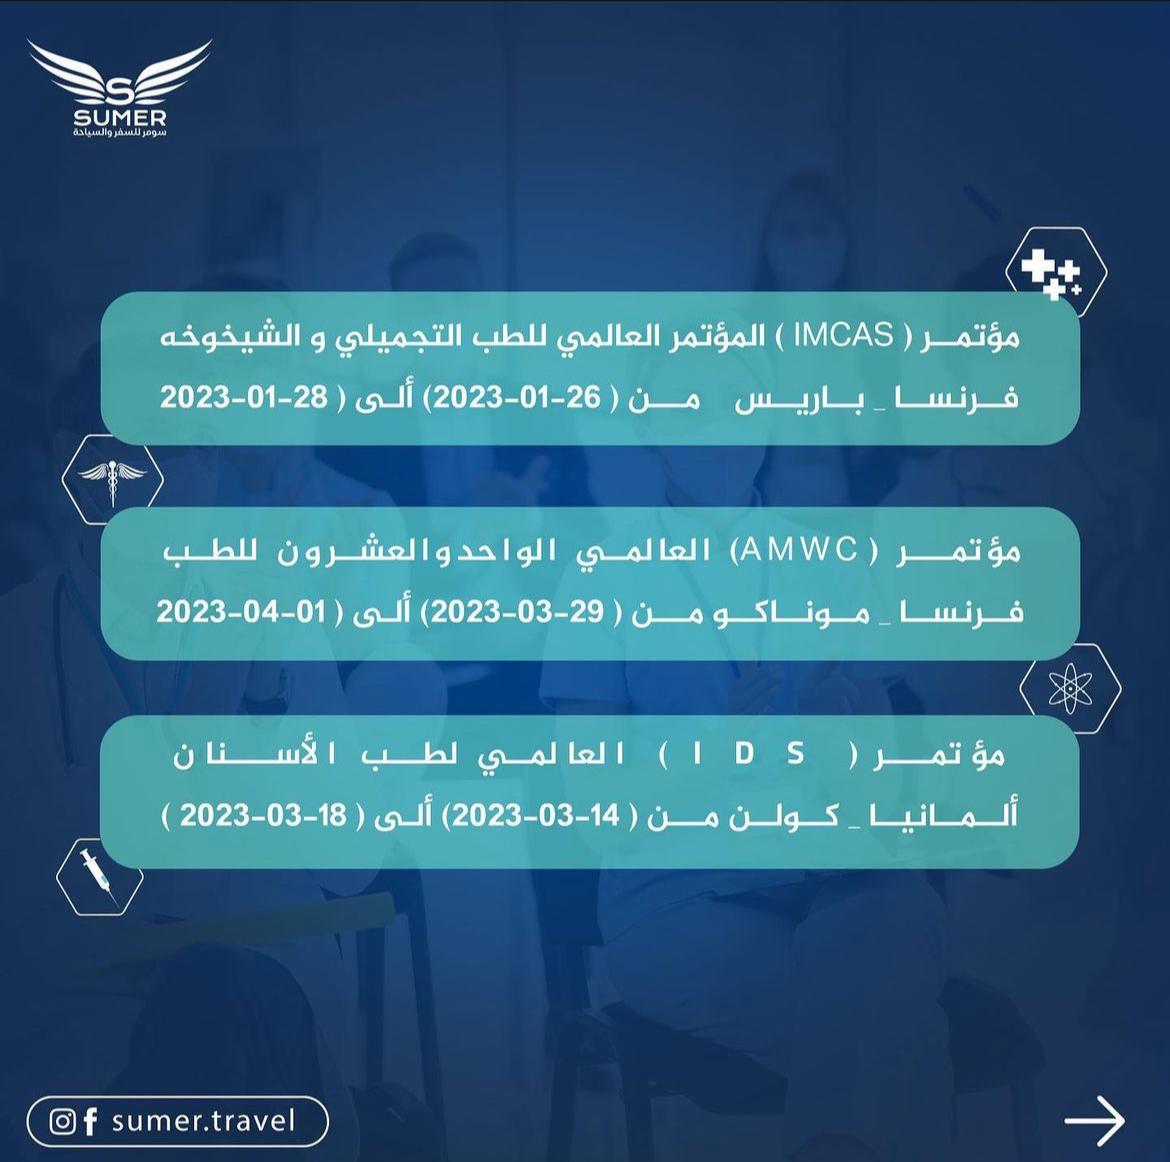 SUMER
سومر للسفر والسياحة
مؤتمر ( IMCAS ) المؤتمر العالمي للطب التجميلي و الشيخوخه
فرنسا _ باريس من ( 26-01-2023) ألى ( 28-01-2023
مؤتمر ( AMWC) العالمي الواحد والعشرون للطب
فرنسا _ موناكو من ( 29-03-2023) ألى ( 01-04-2023
مؤتمر ( I D S ) العالمي لطب الأسنان
ألمانيا _ كولن من ( 14-03-2023) ألى ( 18-03-2023 )
sumer.travel